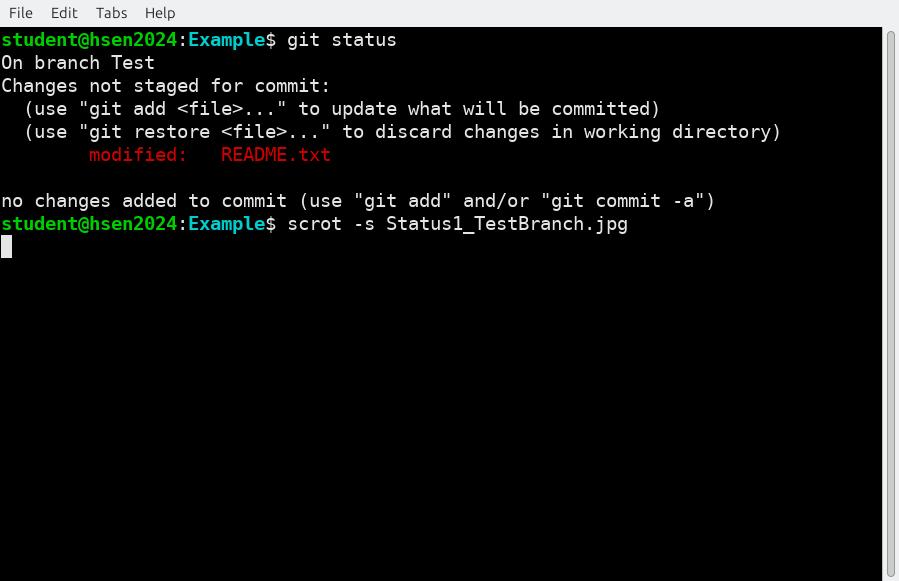 File Edit Tabs Help
student@hsen2024:Example$ git status
On branch Test
Changes not staged for commit:
  (use "git add <file>..." to update what will be committed)
  (use "git restore <file>..." to discard changes in working directory)
        modified:   README.txt

no changes added to commit (use "git add" and/or "git commit -a")
student@hsen2024:Example$ scrot -s Status1_TestBranch.jpg